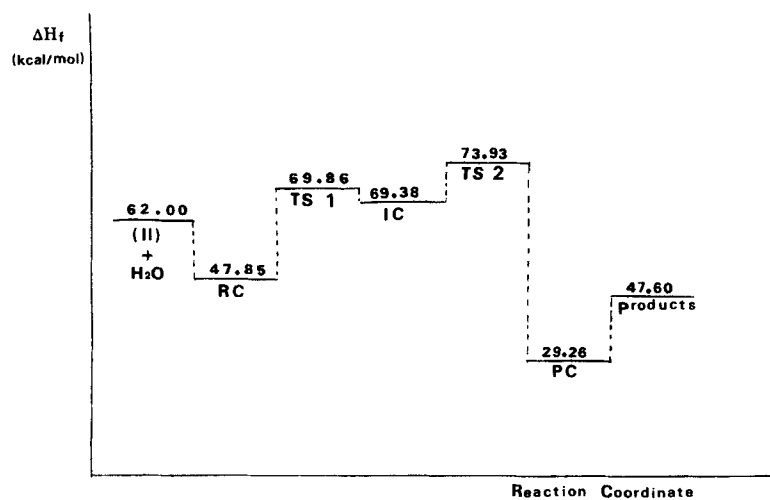 ΔHf
(kcal/mol)
62.00
(II)
+
H2O
47.85
RC
69.86
TS 1
69.38
IC
73.93
TS 2
29.26
PC
47.60
Products
Reaction Coordinate